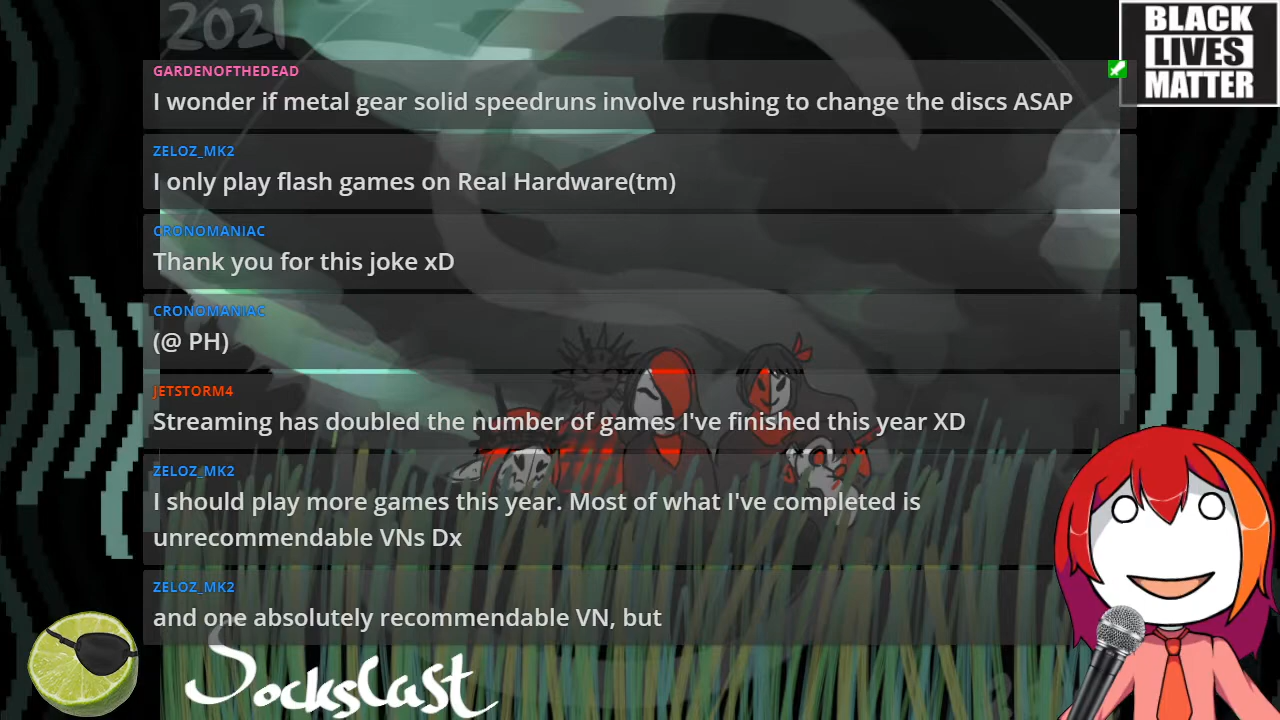 2021
BLACK
LIVES
MATTER
GARDENOFTHEDEAD
I wonder if metal gear solid speedruns involve rushing to change the discs ASAP
ZELOZ_MK2
I only play flash games on Real Hardware(tm)
CRONOMANIAC
Thank you for this joke xD
CRONOMANIAC
(@ PH)
JETSTORM4
Streaming has doubled the number of games I've finished this year XD
ZELOZ_MK2
I should play more games this year. Most of what I've completed is
unrecommendable VNs Dx
ZELOZ_MK2
and one absolutely recommendable VN, but
SocksCast